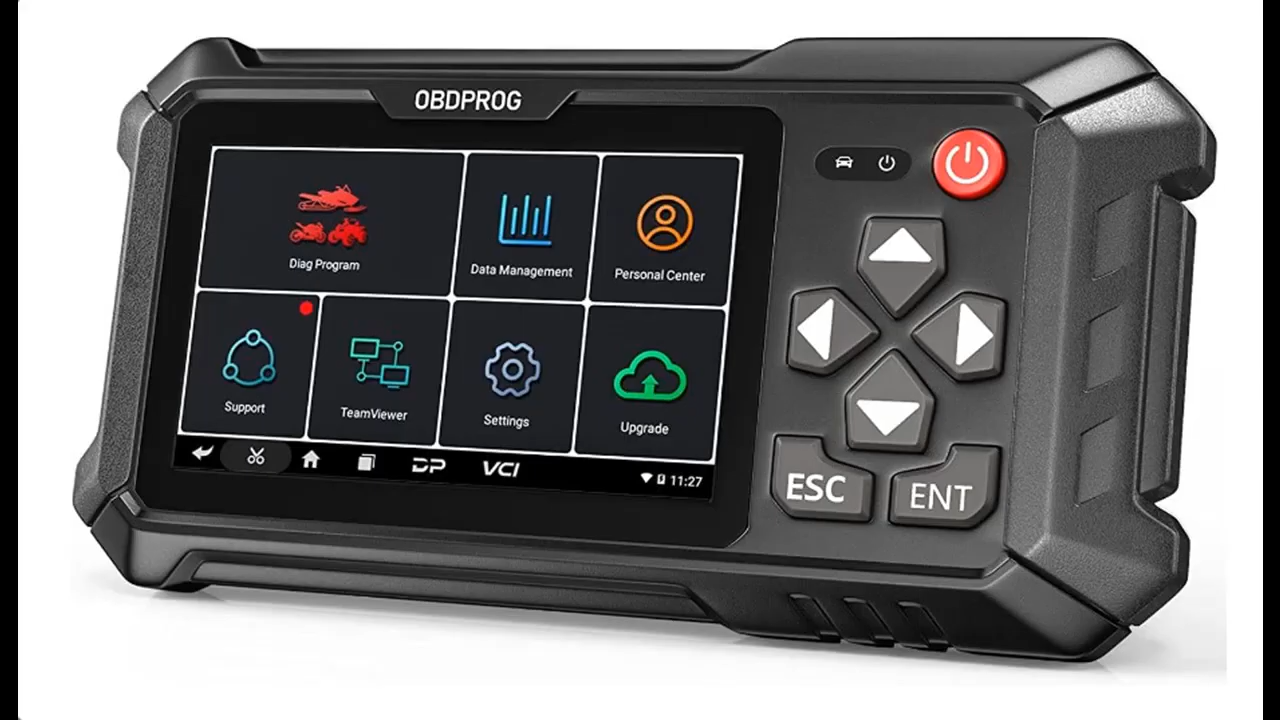 OBDPROG
Diag Program
Data Management
Personal Center
Support
TeamViewer
Settings
Upgrade
DP
VCI
11:27
ESC
ENT